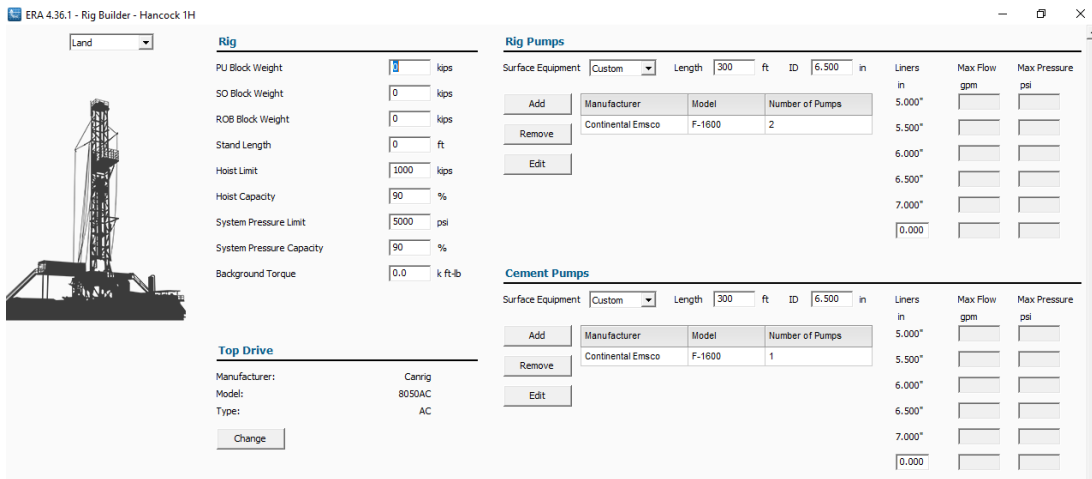 ERA 4.36.1 - Rig Builder - Hancock 1H
Land
Rig
PU Block Weight 0 kips
SO Block Weight 0 kips
ROB Block Weight 0 kips
Stand Length 0 ft
Hoist Limit 1000 kips
Hoist Capacity 90 %
System Pressure Limit 5000 psi
System Pressure Capacity 90 %
Background Torque 0.0 k ft-lb
Top Drive
Manufacturer: Canrig
Model: 8050AC
Type: AC
Change
Rig Pumps
Surface Equipment Custom Length 300 ft ID 6.500 in
Add
Remove
Edit
Manufacturer Model Number of Pumps
Continental Emsco F-1600 2
Liners Max Flow Max Pressure
in gpm psi
5.000"
5.500"
6.000"
6.500"
7.000"
0.000
Cement Pumps
Surface Equipment Custom Length 300 ft ID 6.500 in
Add
Remove
Edit
Manufacturer Model Number of Pumps
Continental Emsco F-1600 1
Liners Max Flow Max Pressure
in gpm psi
5.000"
5.500"
6.000"
6.500"
7.000"
0.000